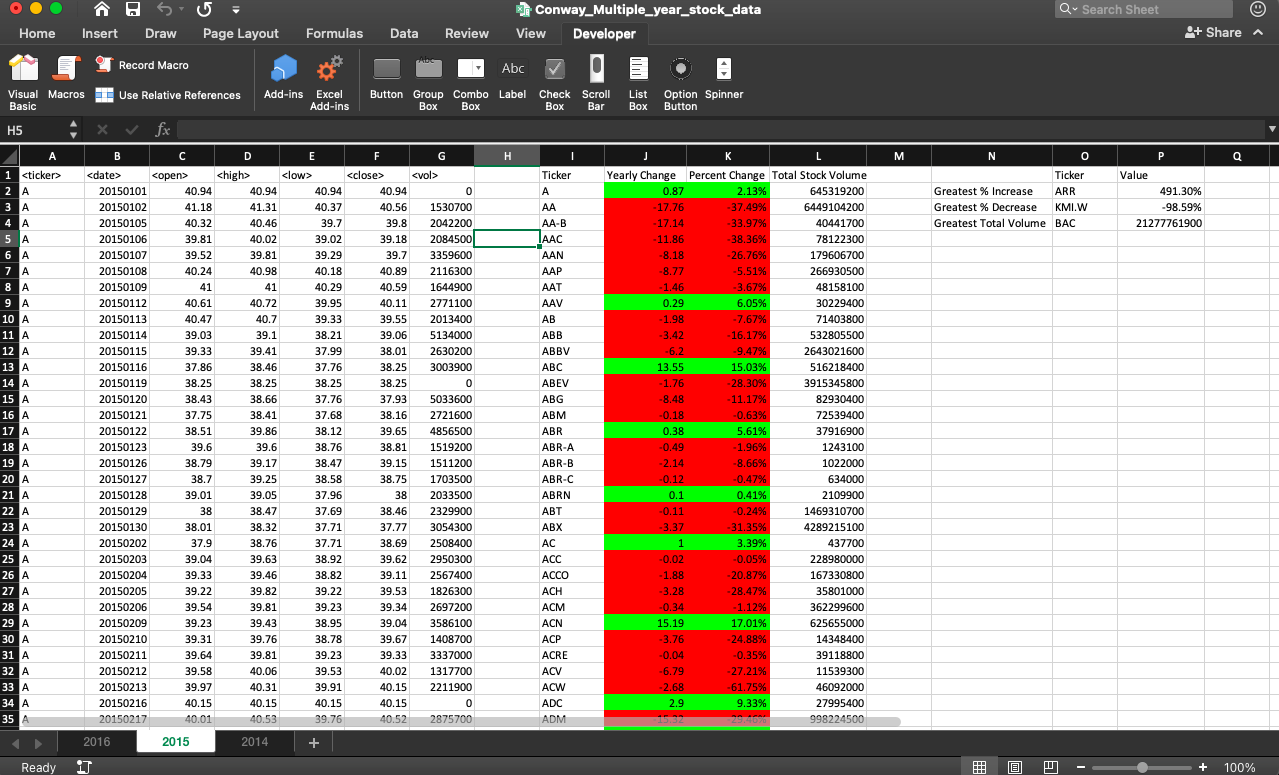 Conway_Multiple_year_stock_data
Search Sheet
Home Insert Draw Page Layout Formulas Data Review View Developer
Share
Visual Basic
Macros
Record Macro
Use Relative References
Add-ins
Excel Add-ins
Button
Group Box
Combo Box
Abc
Label
Check Box
Scroll Bar
List Box
Option Button
Spinner
H5
fx
A B C D E F G H I J K L M N O P Q
1 <ticker> <date> <open> <high> <low> <close> <vol> Ticker Yearly Change Percent Change Total Stock Volume Ticker Value
2 A 20150101 40.94 40.94 40.94 40.94 0 A 0.87 2.13% 645319200 Greatest % Increase ARR 491.30%
3 A 20150102 41.18 41.31 40.37 40.56 1530700 AA -17.76 -37.49% 6449104200 Greatest % Decrease KMI.W -98.59%
4 A 20150105 40.32 40.46 39.7 39.8 2042200 AA-B -17.14 -33.97% 40441700 Greatest Total Volume BAC 21277761900
5 A 20150106 39.81 40.02 39.02 39.18 2084500 AAC -11.86 -38.36% 78122300
6 A 20150107 39.52 39.81 39.29 39.7 3359600 AAN -8.18 -26.76% 179606700
7 A 20150108 40.24 40.98 40.18 40.89 2116300 AAP -8.77 -5.51% 266930500
8 A 20150109 41 41 40.29 40.59 1644900 AAT -1.46 -3.67% 48158100
9 A 20150112 40.61 40.72 39.95 40.11 2771100 AAV 0.29 6.05% 30229400
10 A 20150113 40.47 40.7 39.33 39.55 2013400 AB -1.98 -7.67% 71403800
11 A 20150114 39.03 39.1 38.21 39.06 5134000 ABB -3.42 -16.17% 532805500
12 A 20150115 39.33 39.41 37.99 38.01 2630200 ABBV -6.2 -9.47% 2643021600
13 A 20150116 37.86 38.46 37.76 38.25 3003900 ABC 13.55 15.03% 516218400
14 A 20150119 38.25 38.25 38.25 38.25 0 ABEV -1.76 -28.30% 3915345800
15 A 20150120 38.43 38.66 37.76 37.93 5033600 ABG -8.48 -11.17% 82930400
16 A 20150121 37.75 38.41 37.68 38.16 2721600 ABM -0.18 -0.63% 72539400
17 A 20150122 38.51 39.86 38.12 39.65 4856500 ABR 0.38 5.61% 37916900
18 A 20150123 39.6 39.6 38.76 38.81 1519200 ABR-A -0.49 -1.96% 1243100
19 A 20150126 38.79 39.17 38.47 39.15 1511200 ABR-B -2.14 -8.66% 1022000
20 A 20150127 38.7 39.25 38.58 38.75 1703500 ABR-C -0.12 -0.47% 634000
21 A 20150128 39.01 39.05 37.96 38 2033500 ABRN 0.1 0.41% 2109900
22 A 20150129 38 38.47 37.69 38.46 2329900 ABT -0.11 -0.24% 1469310700
23 A 20150130 38.01 38.32 37.71 37.77 3054300 ABX -3.37 -31.35% 4289215100
24 A 20150202 37.9 38.76 37.71 38.69 2508400 AC 1 3.39% 437700
25 A 20150203 39.04 39.63 38.92 39.62 2950300 ACC -0.02 -0.05% 228980000
26 A 20150204 39.33 39.46 38.82 39.11 2567400 ACCO -1.88 -20.87% 167330800
27 A 20150205 39.22 39.82 39.22 39.53 1826300 ACH -3.28 -28.47% 35801000
28 A 20150206 39.54 39.81 39.23 39.34 2697200 ACM -0.34 -1.12% 362299600
29 A 20150209 39.23 39.43 38.95 39.04 3586100 ACN 15.19 17.01% 625655000
30 A 20150210 39.31 39.76 38.78 39.67 1408700 ACP -3.76 -24.88% 14348400
31 A 20150211 39.64 39.81 39.23 39.33 3337000 ACRE -0.04 -0.35% 39118800
32 A 20150212 39.58 40.06 39.53 40.02 1317700 ACV -6.79 -27.21% 11539300
33 A 20150213 39.97 40.31 39.91 40.15 2211900 ACW -2.68 -61.75% 46092000
34 A 20150216 40.15 40.15 40.15 40.15 0 ADC 2.9 9.33% 27995400
35 A 20150217 40.01 40.53 39.76 40.52 2875700 ADM -15.32 -29.46% 998224500
2016 2015 2014
Ready
100%